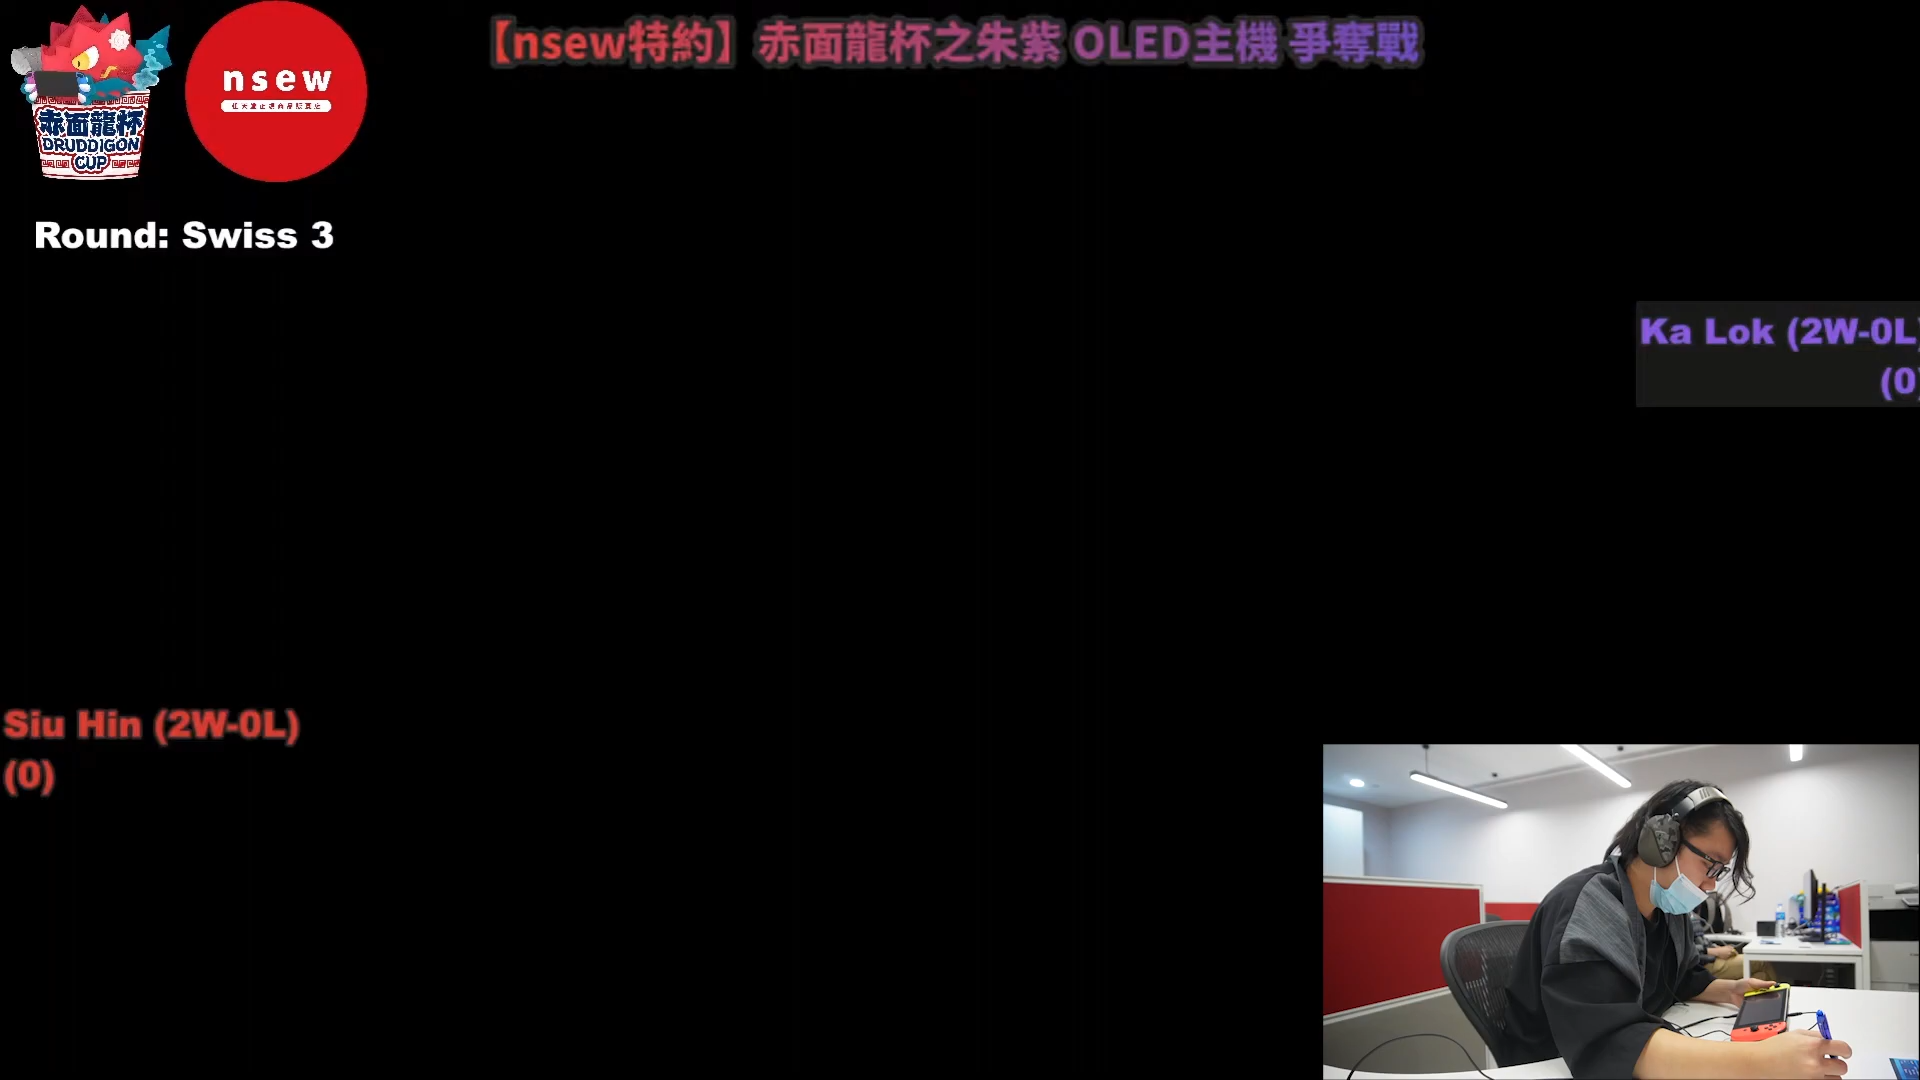 【nsew特約】赤面龍杯之朱紫 OLED主機 爭奪戰
赤面龍杯
DRUDDIGON
CUP
nsew
Round: Swiss 3
Ka Lok (2W-0L)
(0)
Siu Hin (2W-0L)
(0)